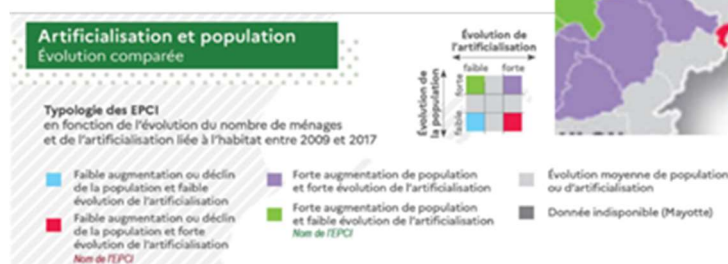 Artificialisation et population
Évolution comparée
Évolution de
l'artificialisation
faible forte
Évolution de
la population
forte
faible
Typologie des EPCI
en fonction de l'évolution du nombre de ménages
et de l'artificialisation liée à l'habitat entre 2009 et 2017
Faible augmentation ou déclin
de la population et faible
évolution de l'artificialisation
Faible augmentation ou déclin
de la population et forte
évolution de l'artificialisation
Nom de l'EPCI
Forte augmentation de population
et forte évolution de l'artificialisation
Forte augmentation de population
et faible évolution de l'artificialisation
Nom de l'EPCI
Évolution moyenne de population
ou d'artificialisation
Donnée indisponible (Mayotte)